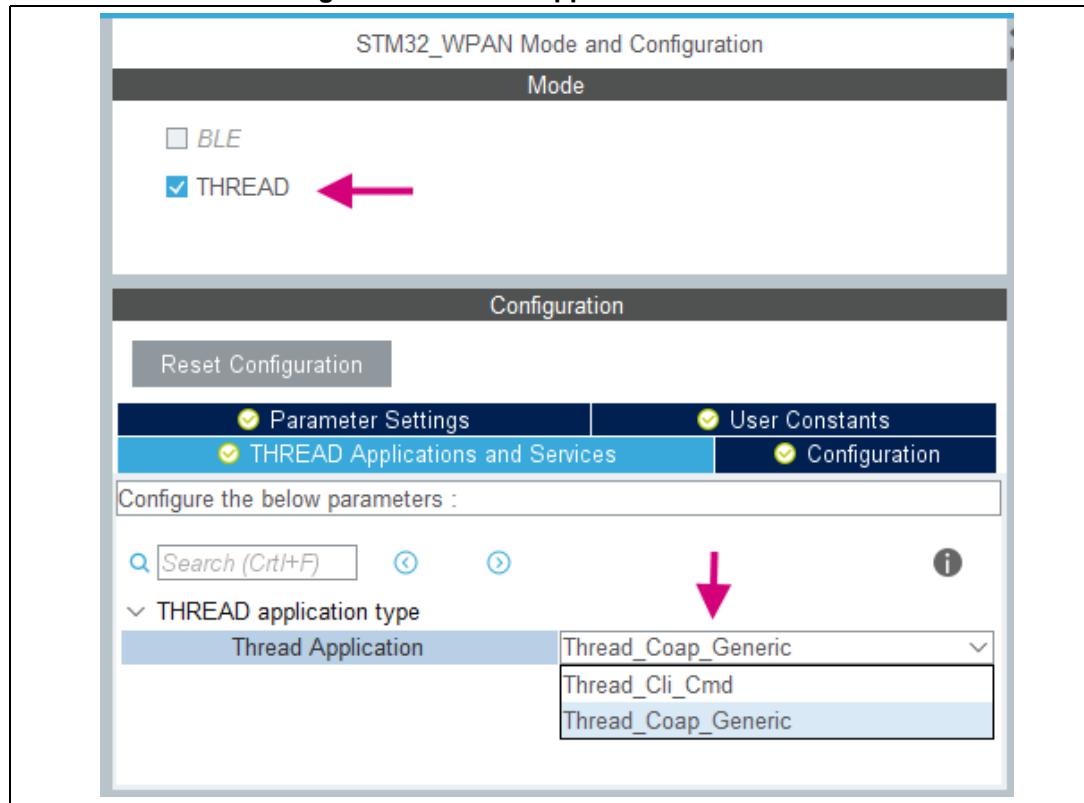 STM32_WPAN Mode and Configuration
Mode
BLE
THREAD
Configuration
Reset Configuration
Parameter Settings
User Constants
THREAD Applications and Services
Configuration
Configure the below parameters :
Search (Crtl+F)
THREAD application type
Thread Application
Thread_Coap_Generic
Thread_Cli_Cmd
Thread_Coap_Generic